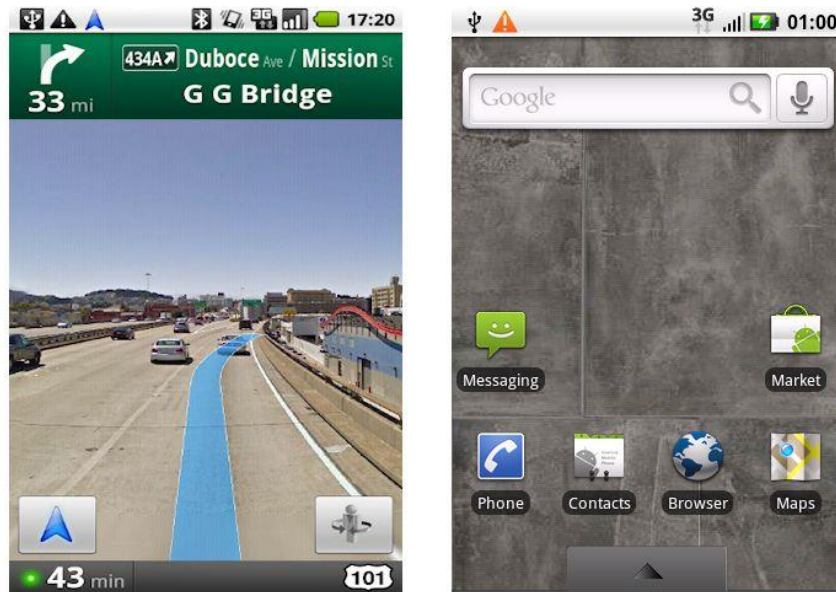 3G 17:20
434A Duboce Ave / Mission St
33 mi G G Bridge
43 min 101
3G 01:00
Google
Messaging Market
Phone Contacts Browser Maps